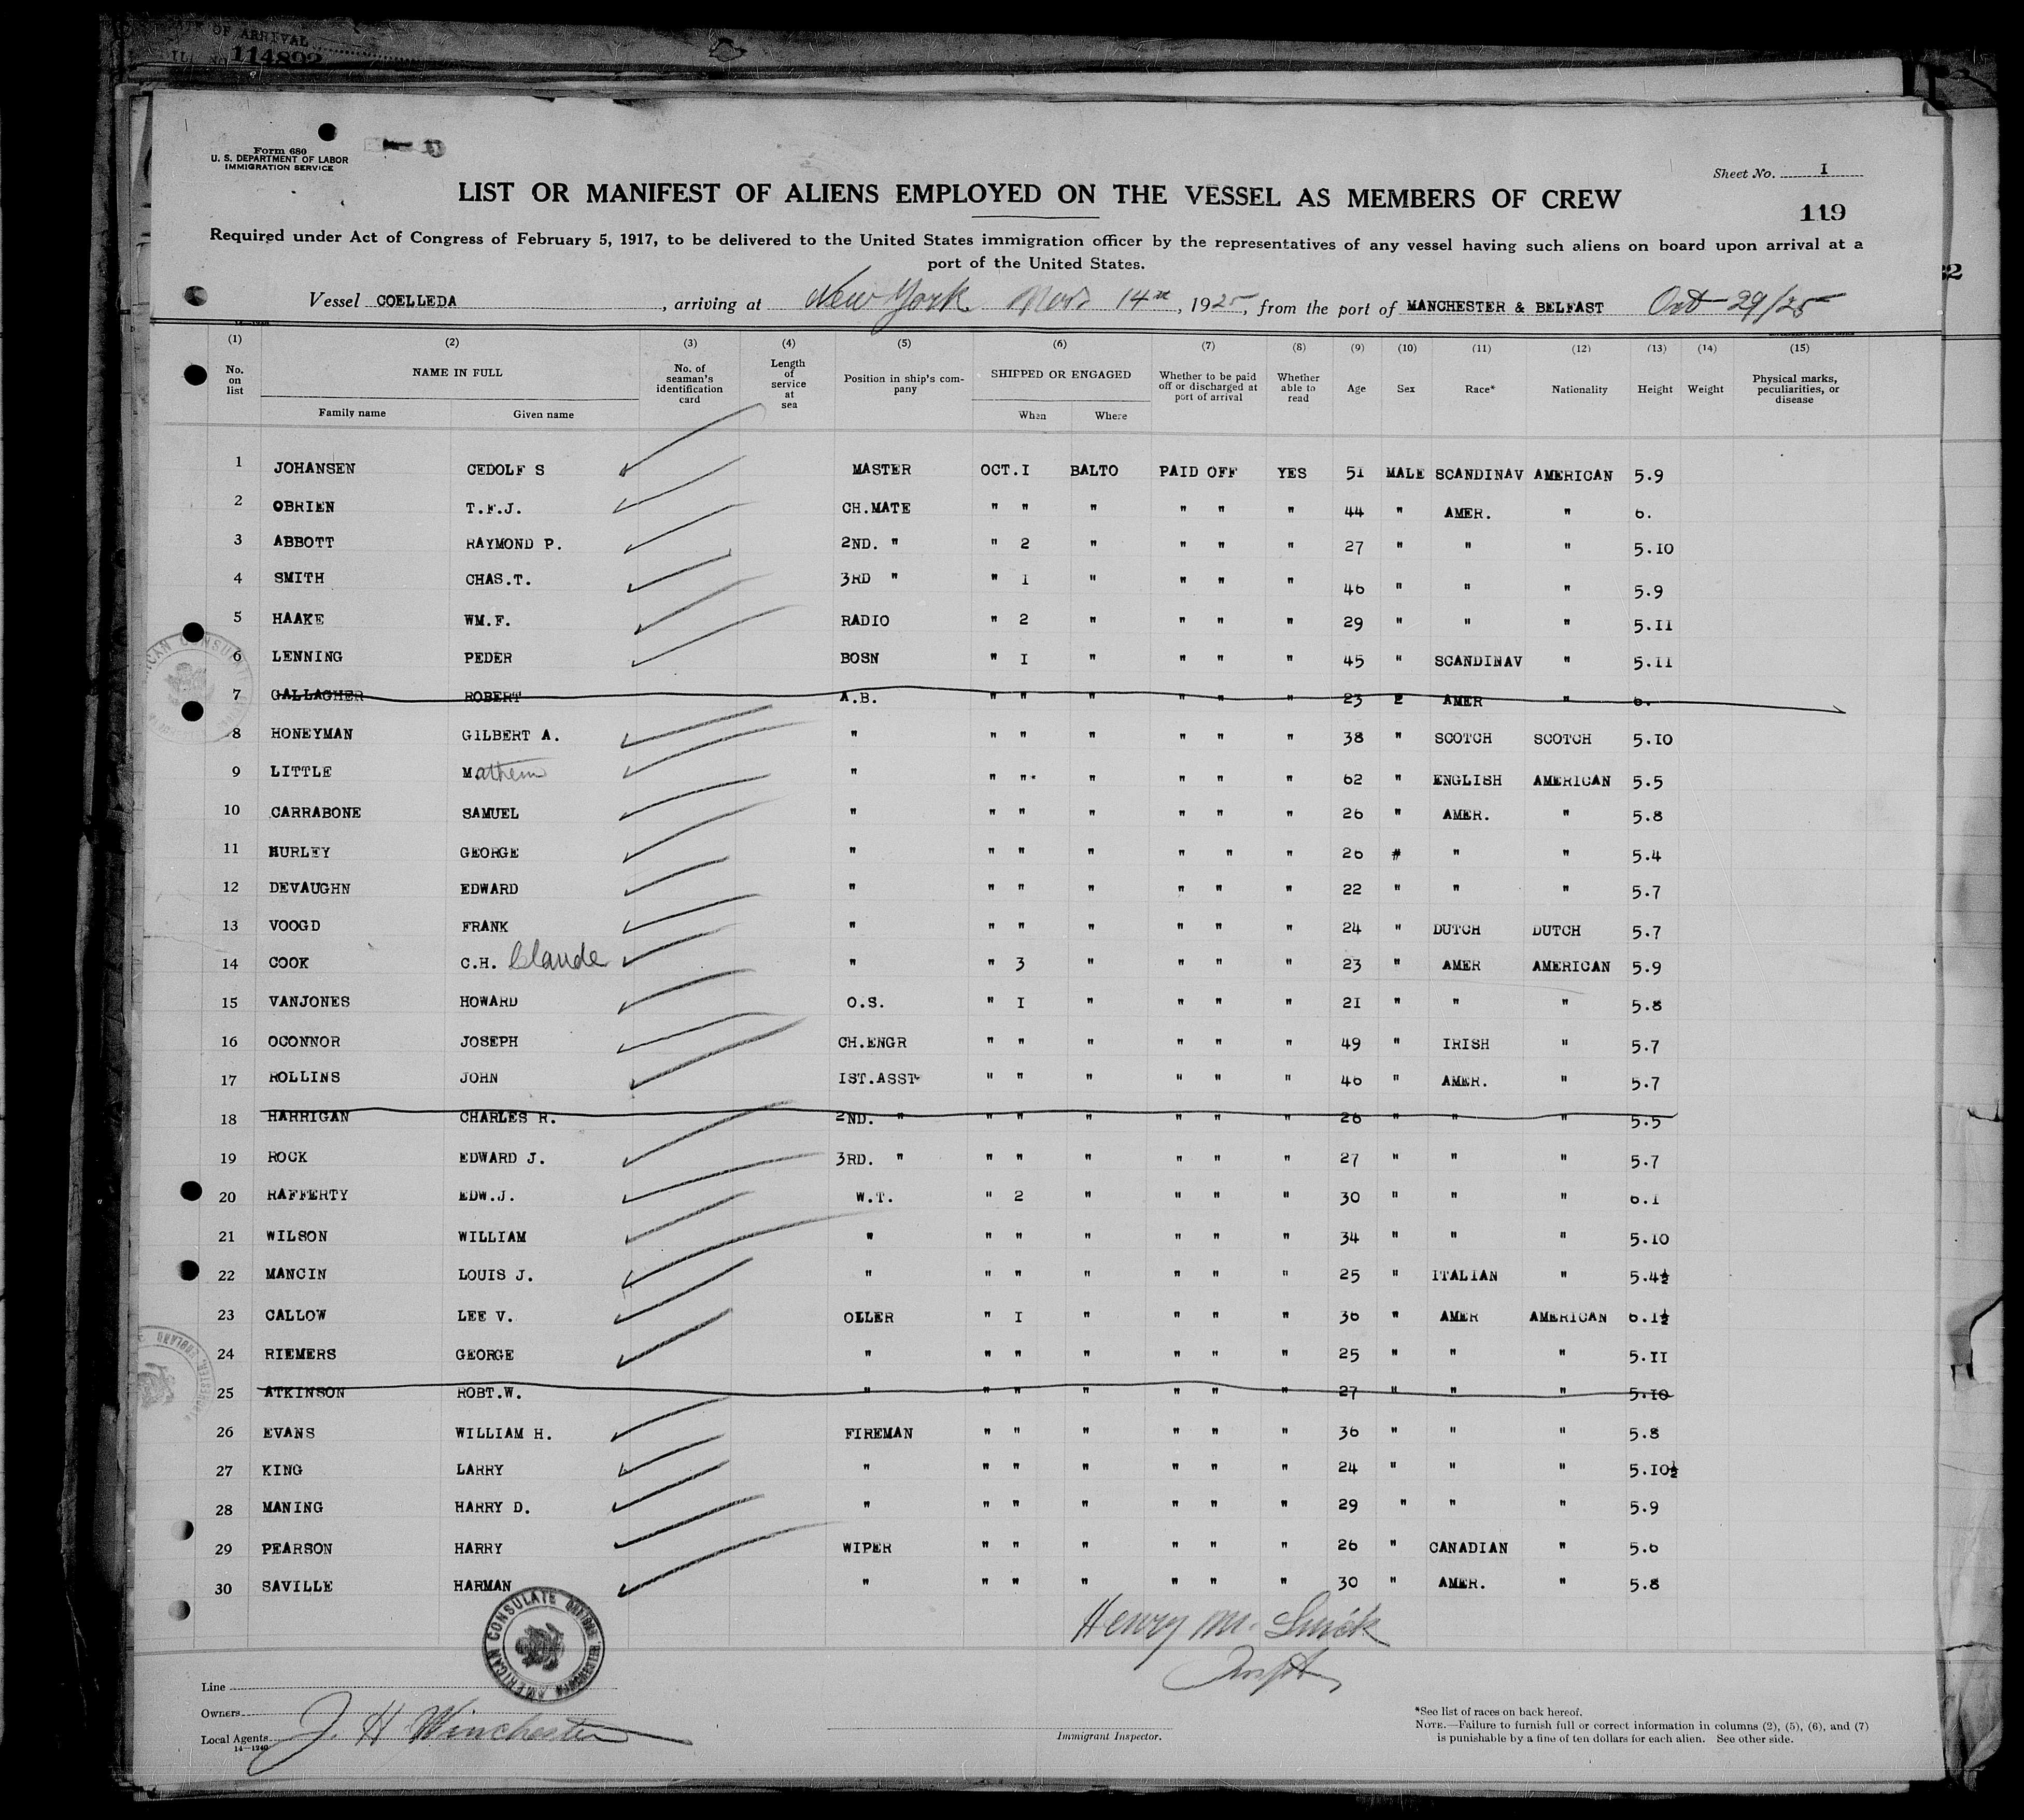 OF ARRIVAL
114802
Form 680
U. S. DEPARTMENT OF LABOR
IMMIGRATION SERVICE
Sheet No. I
LIST OR MANIFEST OF ALIENS EMPLOYED ON THE VESSEL AS MEMBERS OF CREW
119
Required under Act of Congress of February 5, 1917, to be delivered to the United States immigration officer by the representatives of any vessel having such aliens on board upon arrival at a
port of the United States.
Vessel COELLEDA, arriving at New York Nov 14th, 1925, from the port of MANCHESTER & BELFAST Oct 29/25
(1) (2) (3) (4) (5) (6) (7) (8) (9) (10) (11) (12) (13) (14) (15)
No. on list NAME IN FULL Family name Given name No. of seaman's identification card Length of service at sea Position in ship's company SHIPPED OR ENGAGED When Where Whether to be paid off or discharged at port of arrival Whether able to read Age Sex Race* Nationality Height Weight Physical marks, peculiarities, or disease
1 JOHANSEN CEDOLF S MASTER OCT.I BALTO PAID OFF YES 51 MALE SCANDINAV AMERICAN 5.9
2 OBRIEN T.F.J. CH.MATE " " " " " " 44 " AMER. " 6.
3 ABBOTT RAYMOND P. 2ND. " " 2 " " " " 27 " " " 5.10
4 SMITH CHAS.T. 3RD " " I " " " " 46 " " " 5.9
5 HAAKE WM.F. RADIO " 2 " " " " 29 " " " 5.II
6 LENNING PEDER BOSN " I " " " " 45 " SCANDINAV " 5.11
7 GALLAGHER ROBERT A.B. " " " " " " 23 2 AMER " 6.
8 HONEYMAN GILBERT A. " " " " " " " 38 " SCOTCH SCOTCH 5.10
9 LITTLE Mathew " " " " " " " 62 " ENGLISH AMERICAN 5.5
10 CARRABONE SAMUEL " " " " " " " 26 " AMER. " 5.8
11 HURLEY GEORGE " " " " " " " 26 # " " 5.4
12 DEVAUGHN EDWARD " " " " " " " 22 " " " 5.7
13 VOOGD FRANK " " " " " " " 24 " DUTCH DUTCH 5.7
14 COOK C.H. Claude " " 3 " " " " 23 " AMER AMERICAN 5.9
15 VANJONES HOWARD O.S. " I " " " " 21 " " " 5.8
16 OCONNOR JOSEPH CH.ENGR " " " " " " 49 " IRISH " 5.7
17 ROLLINS JOHN IST.ASST " " " " " " 46 " AMER. " 5.7
18 HARRIGAN CHARLES R. 2ND. " " " " " " " 26 " " " 5.5
19 ROCK EDWARD J. 3RD. " " " " " " " 27 " " " 5.7
20 RAFFERTY EDW.J. W.T. " 2 " " " " 30 " " " 6.1
21 WILSON WILLIAM " " " " " " " 34 " " " 5.10
22 MANCIN LOUIS J. " " " " " " " 25 " ITALIAN " 5.4½
23 CALLOW LEE V. OLLER " I " " " " 36 " AMER AMERICAN 6.1½
24 RIEMERS GEORGE " " " " " " " 25 " " " 5.II
25 ATKINSON ROBT.W. " " " " " " " 27 " " " 5.10
26 EVANS WILLIAM H. FIREMAN " " " " " " 36 " " " 5.8
27 KING LARRY " " " " " " " 24 " " " 5.10½
28 MANING HARRY D. " " " " " " " 29 " " " 5.9
29 PEARSON HARRY WIPER " " " " " " 26 " CANADIAN " 5.6
30 SAVILLE HARMAN " " " " " " " 30 " AMER. " 5.8
AMERICAN CONSULATE
Henry M.
Line
Owners
Local Agents J. H Winchester
14—1240
Immigrant Inspector.
*See list of races on back hereof.
NOTE.—Failure to furnish full or correct information in columns (2), (5), (6), and (7)
is punishable by a fine of ten dollars for each alien. See other side.